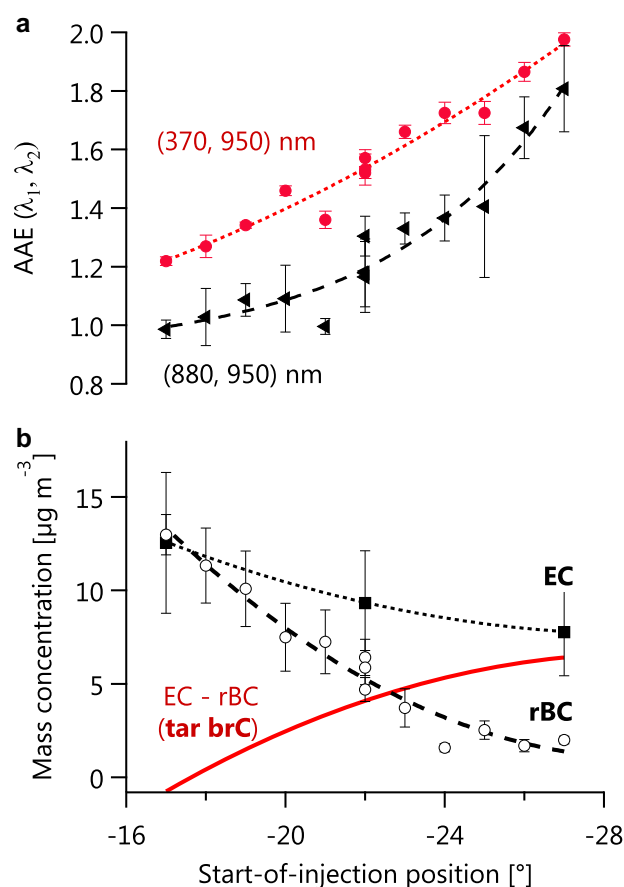 a
AAE (λ₁, λ₂)
2.0
1.8
1.6
1.4
1.2
1.0
0.8
(370, 950) nm
(880, 950) nm
b
Mass concentration [µg m⁻³]
15
10
5
0
EC
EC - rBC
(tar brC)
rBC
-16
-20
-24
-28
Start-of-injection position [°]